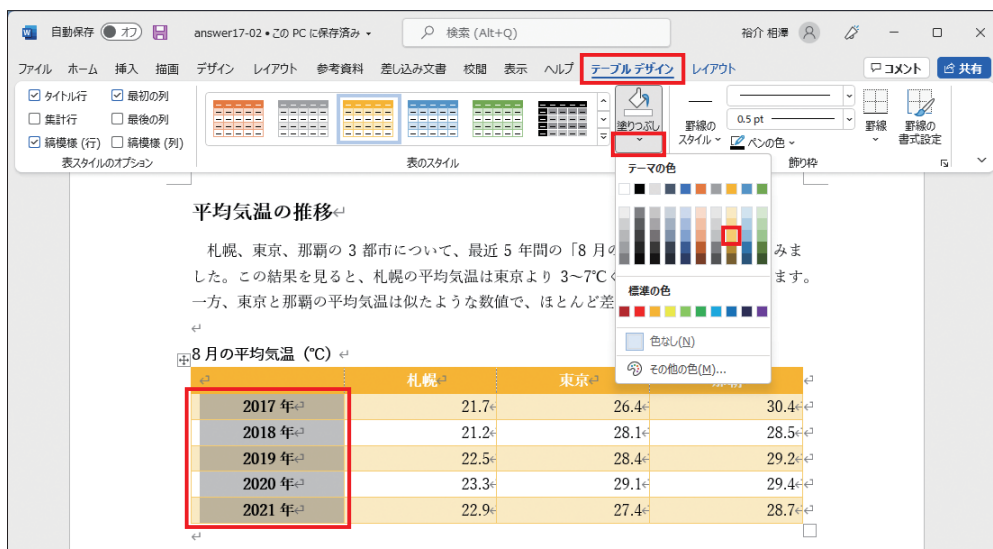 自動保存 オフ answer17-02 • この PC に保存済み 検索 (Alt+Q) 裕介 相澤
ファイル ホーム 挿入 描画 デザイン レイアウト 参考資料 差し込み文書 校閲 表示 ヘルプ テーブル デザイン レイアウト コメント 共有
タイトル行 最初の列
集計行 最後の列
縞模様 (行) 縞模様 (列)
表スタイルのオプション
表のスタイル
塗りつぶし
罫線の
スタイル
0.5 pt
ペンの色
罫線
罫線の
書式設定
飾り枠
テーマの色
標準の色
色なし(N)
その他の色(M)...
平均気温の推移
札幌、東京、那覇の 3 都市について、最近 5 年間の「8 月の みま
した。この結果を見ると、札幌の平均気温は東京より 3～7℃く ます。
一方、東京と那覇の平均気温は似たような数値で、ほとんど差
8 月の平均気温（℃）
札幌 東京
2017 年 21.7 26.4 30.4
2018 年 21.2 28.1 28.5
2019 年 22.5 28.4 29.2
2020 年 23.3 29.1 29.4
2021 年 22.9 27.4 28.7